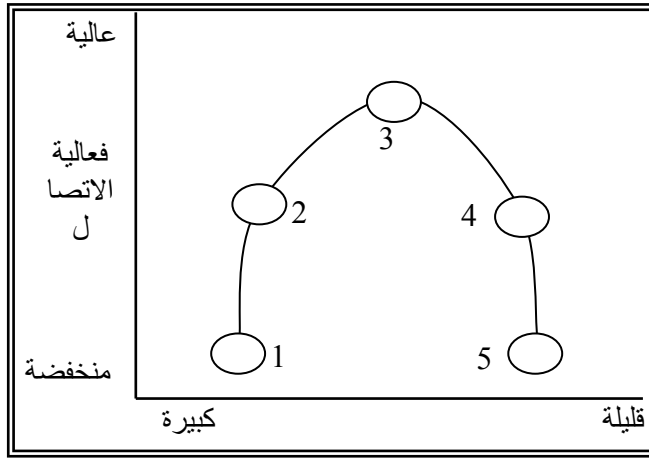 عالية
3
فعالية
الاتصا
ل
2
4
1
5
منخفضة
كبيرة
قليلة